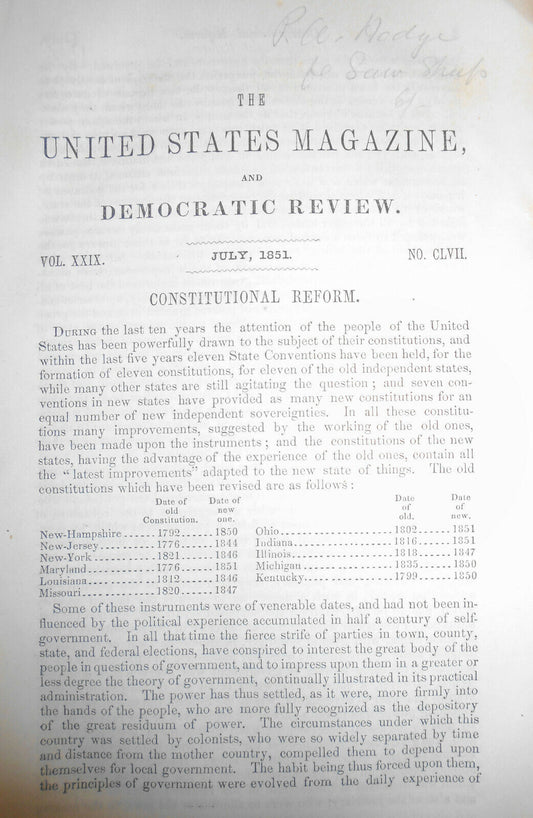 P. A. Hodge
THE
UNITED STATES MAGAZINE,
AND
DEMOCRATIC REVIEW.
VOL. XXIX. JULY, 1851. NO. CLVII.
CONSTITUTIONAL REFORM.
DURING the last ten years the attention of the people of the United
States has been powerfully drawn to the subject of their constitutions, and
within the last five years eleven State Conventions have been held, for the
formation of eleven constitutions, for eleven of the old independent states,
while many other states are still agitating the question; and seven con-
ventions in new states have provided as many new constitutions for an
equal number of new independent sovereignties. In all these constitu-
tions many improvements, suggested by the working of the old ones,
have been made upon the instruments; and the constitutions of the new
states, having the advantage of the experience of the old ones, contain all
the "latest improvements" adapted to the new state of things. The old
constitutions which have been revised are as follows:
Date of old Constitution. Date of new one. Date of old. Date of new.
New-Hampshire......1792......1850 Ohio......1802......1851
New-Jersey......1776......1844 Indiana......1816......1851
New-York......1821......1846 Illinois......1818......1847
Maryland......1776......1851 Michigan......1835......1850
Louisiana......1812......1846 Kentucky......1799......1850
Missouri......1820......1847
Some of these instruments were of venerable dates, and had not been in-
fluenced by the political experience accumulated in half a century of self-
government. In all that time the fierce strife of parties in town, county,
state, and federal elections, have conspired to interest the great body of the
people in questions of government, and to impress upon them in a greater or
less degree the theory of government, continually illustrated in its practical
administration. The power has thus settled, as it were, more firmly into
the hands of the people, who are more fully recognized as the depository
of the great residuum of power. The circumstances under which this
country was settled by colonists, who were so widely separated by time
and distance from the mother country, compelled them to depend upon
themselves for local government. The habit being thus forced upon them,
the principles of government were evolved from the daily experience of